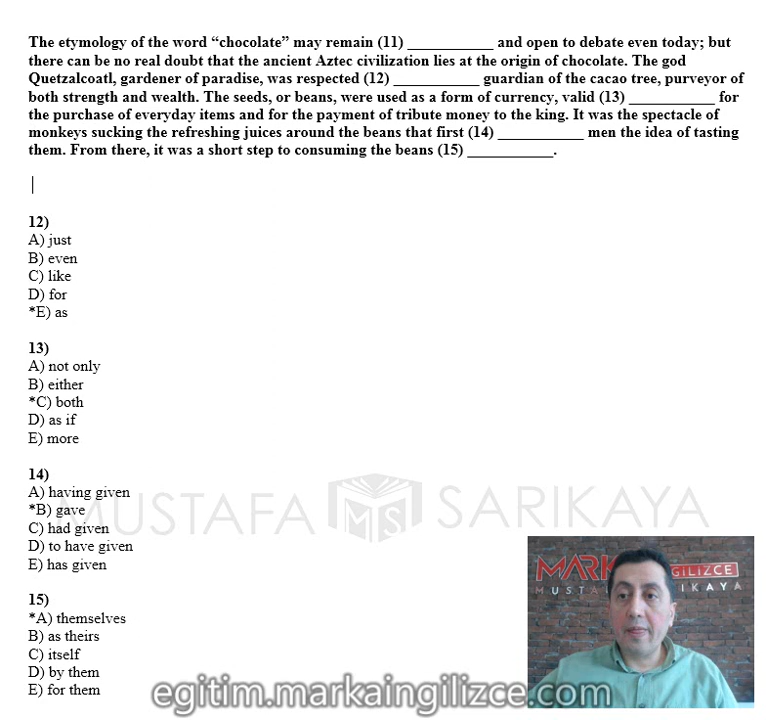 The etymology of the word “chocolate” may remain (11) ___________ and open to debate even today; but
there can be no real doubt that the ancient Aztec civilization lies at the origin of chocolate. The god
Quetzalcoatl, gardener of paradise, was respected (12) ___________ guardian of the cacao tree, purveyor of
both strength and wealth. The seeds, or beans, were used as a form of currency, valid (13) ___________ for
the purchase of everyday items and for the payment of tribute money to the king. It was the spectacle of
monkeys sucking the refreshing juices around the beans that first (14) ___________ men the idea of tasting
them. From there, it was a short step to consuming the beans (15) ___________.
12)
A) just
B) even
C) like
D) for
*E) as
13)
A) not only
B) either
*C) both
D) as if
E) more
14)
A) having given
*B) gave
C) had given
D) to have given
E) has given
15)
*A) themselves
B) as theirs
C) itself
D) by them
E) for them
MUSTAFA MS SARIKAYA
egitim.markaingilizce.com